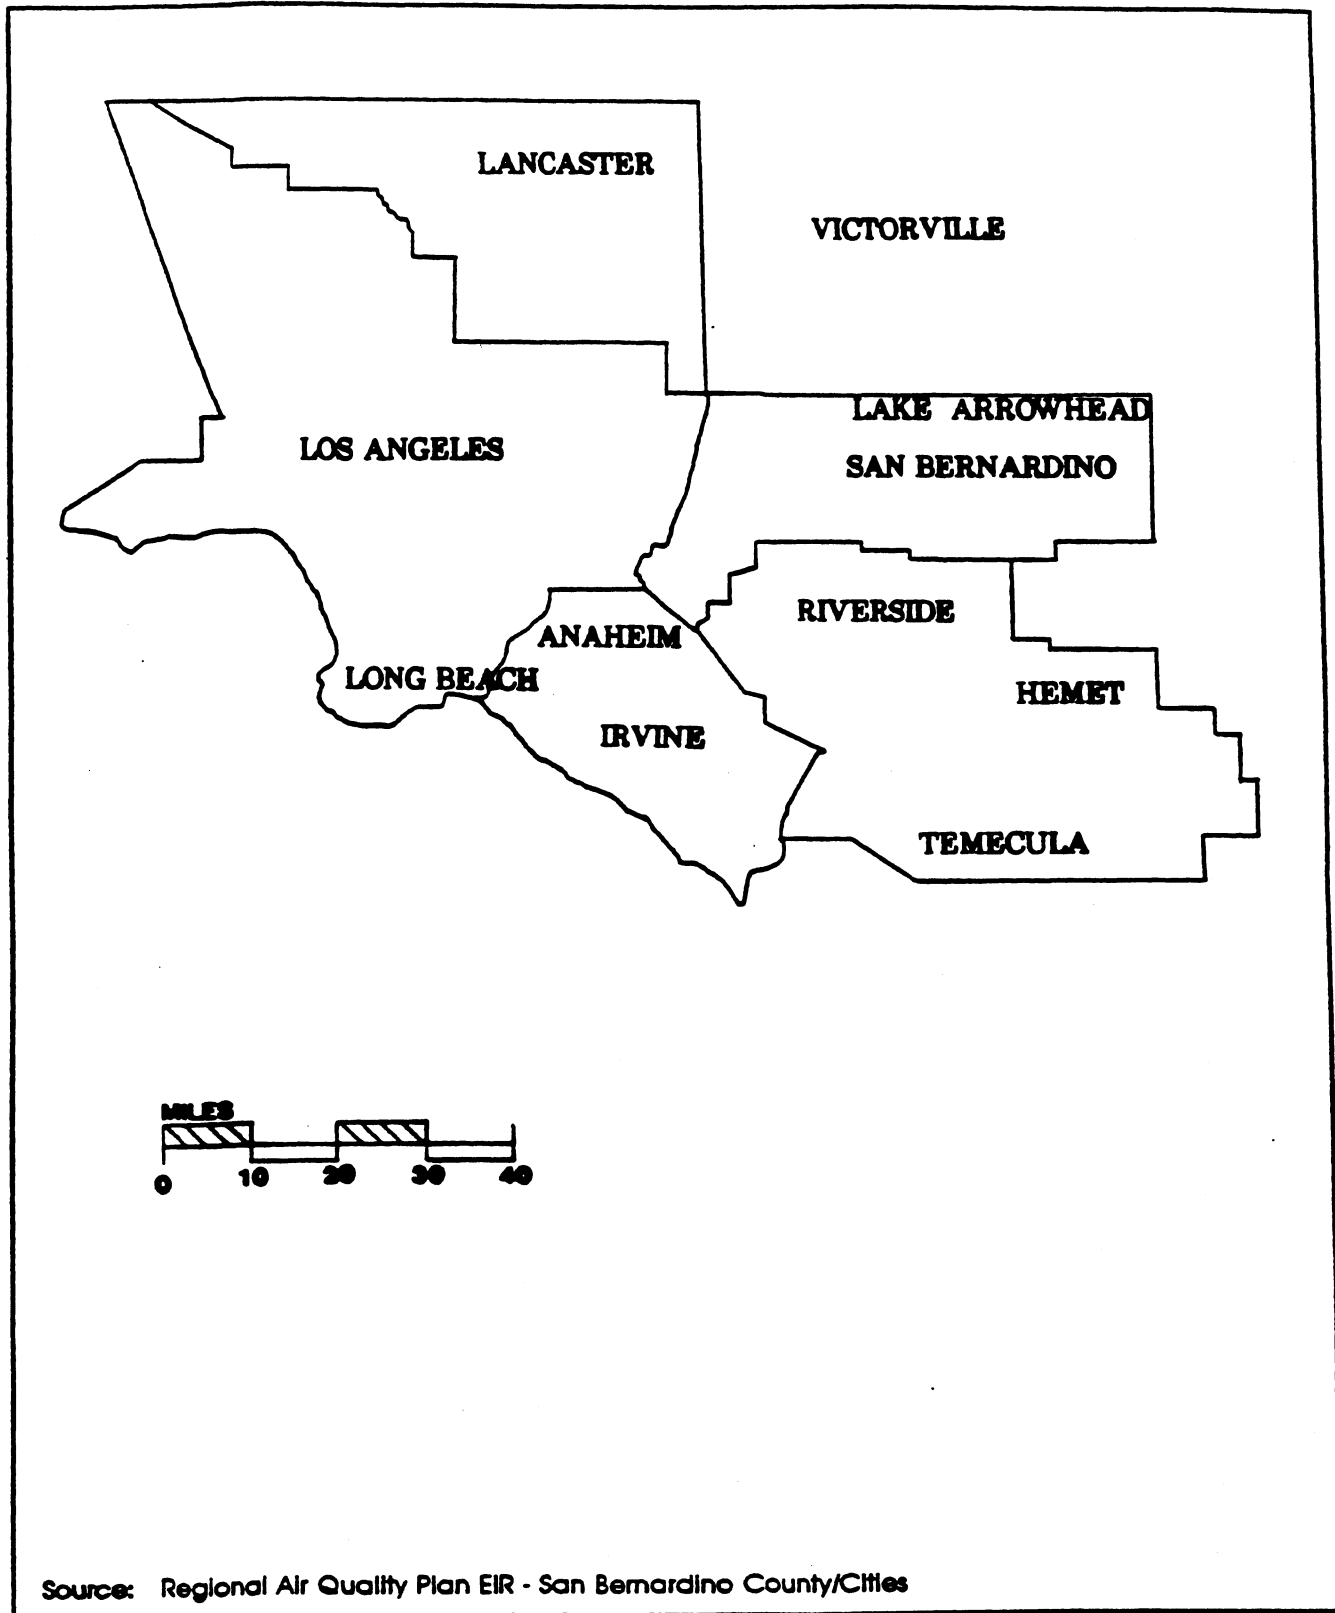 LANCASTER
VICTORVILLE
LAKE ARROWHEAD
LOS ANGELES
SAN BERNARDINO
RIVERSIDE
ANAHEIM
LONG BEACH
HEMET
IRVINE
TEMECULA
MILES
0 10 20 30 40
Source: Regional Air Quality Plan EIR - San Bernardino County/Cities